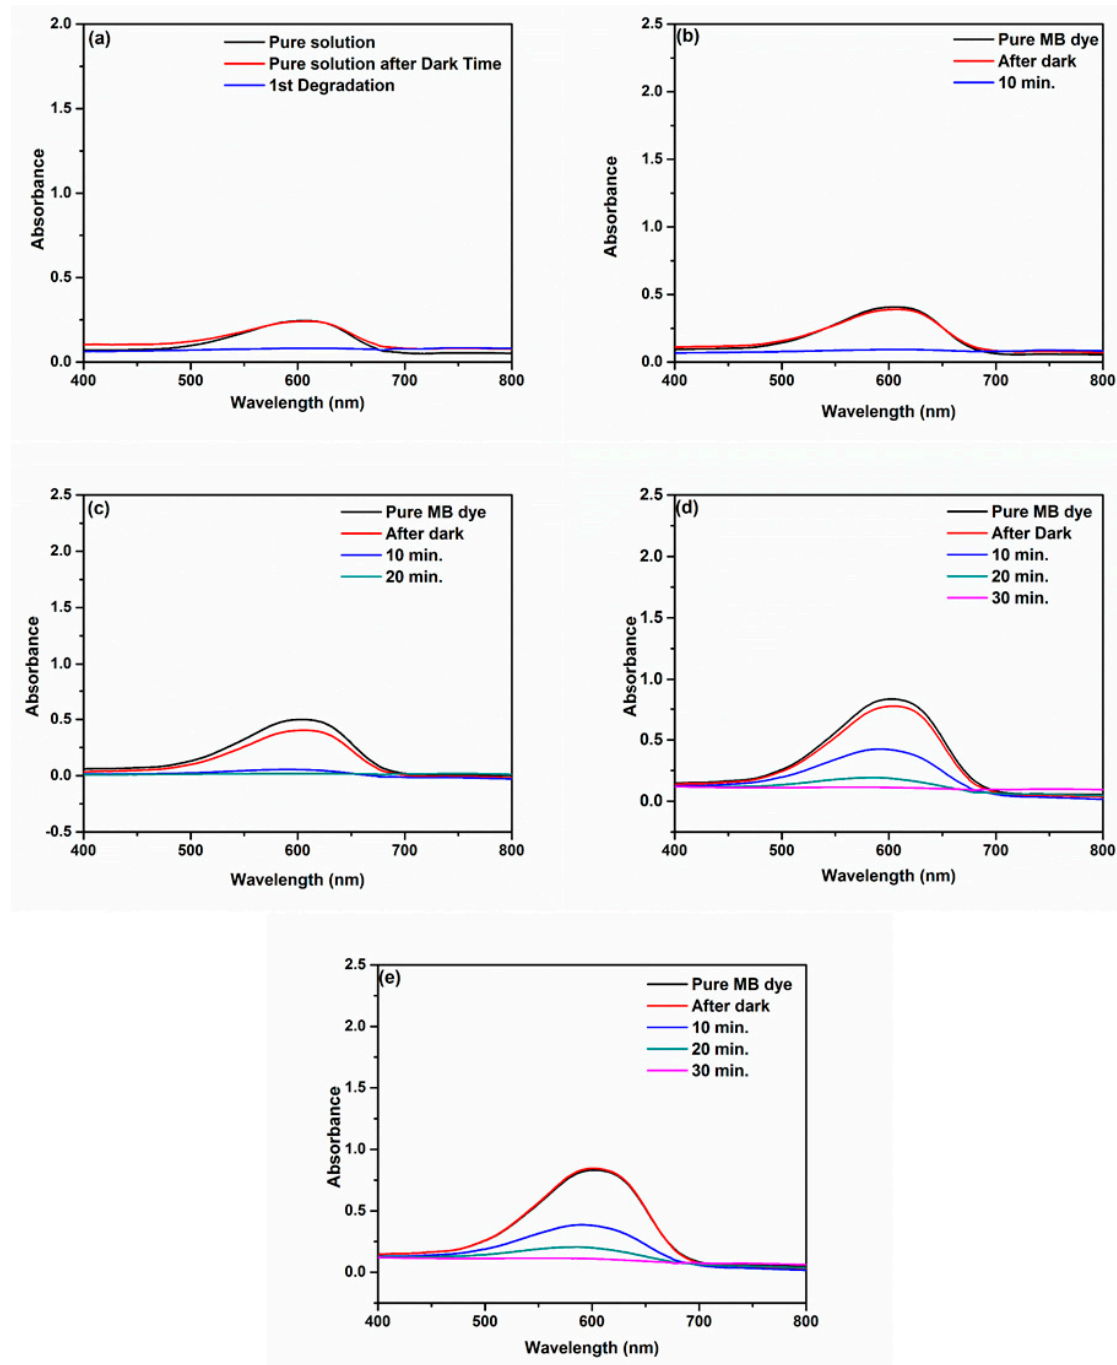 (a)
Pure solution
Pure solution after Dark Time
1st Degradation
2.0
1.5
1.0
0.5
0.0
Absorbance
400 500 600 700 800
Wavelength (nm)
(b)
Pure MB dye
After dark
10 min.
2.5
2.0
1.5
1.0
0.5
0.0
Absorbance
400 500 600 700 800
Wavelength (nm)
(c)
Pure MB dye
After dark
10 min.
20 min.
2.5
2.0
1.5
1.0
0.5
0.0
-0.5
Absorbance
400 500 600 700 800
Wavelength (nm)
(d)
Pure MB dye
After Dark
10 min.
20 min.
30 min.
2.5
2.0
1.5
1.0
0.5
0.0
Absorbance
400 500 600 700 800
Wavelength (nm)
(e)
Pure MB dye
After dark
10 min.
20 min.
30 min.
2.5
2.0
1.5
1.0
0.5
0.0
Absorbance
400 500 600 700 800
Wavelength (nm)